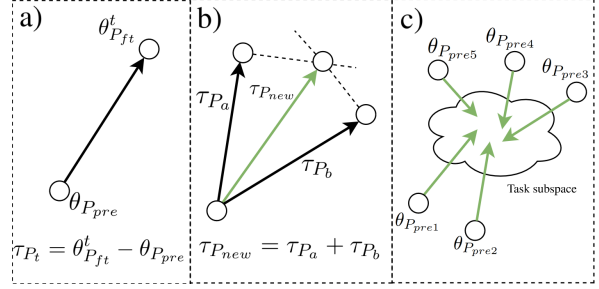 a)
θ^t_{P_{ft}}
θ_{P_{pre}}
τ_{P_t} = θ^t_{P_{ft}} − θ_{P_{pre}}
b)
τ_{P_a}
τ_{P_{new}}
τ_{P_b}
τ_{P_{new}} = τ_{P_a} + τ_{P_b}
c)
θ_{P_{pre4}}
θ_{P_{pre5}}
θ_{P_{pre3}}
Task subspace
θ_{P_{pre1}}
θ_{P_{pre2}}